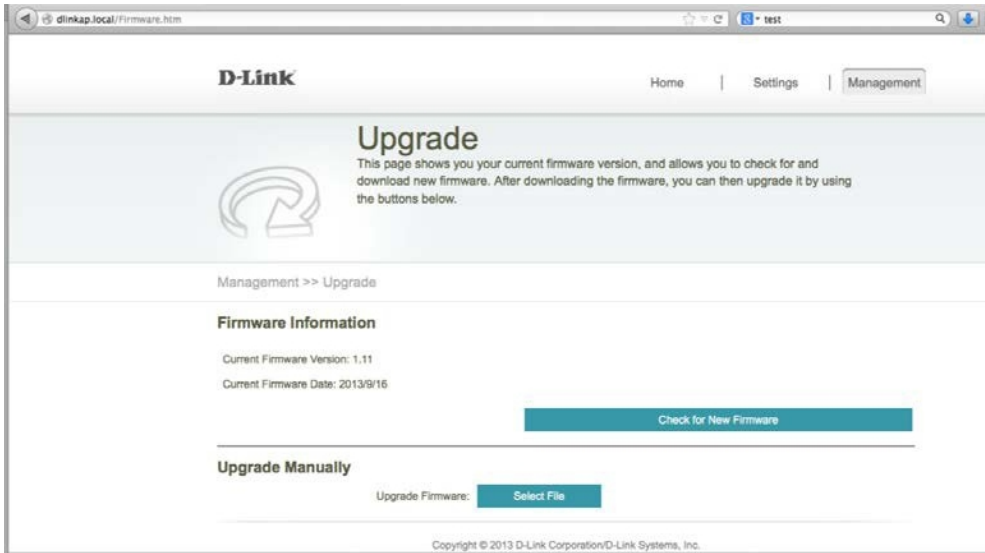 dlinkap.local/Firmware.htm
test
D-Link
Home | Settings | Management
Upgrade
This page shows you your current firmware version, and allows you to check for and
download new firmware. After downloading the firmware, you can then upgrade it by using
the buttons below.
Management >> Upgrade
Firmware Information
Current Firmware Version: 1.11
Current Firmware Date: 2013/9/16
Check for New Firmware
Upgrade Manually
Upgrade Firmware: Select File
Copyright © 2013 D-Link Corporation/D-Link Systems, Inc.